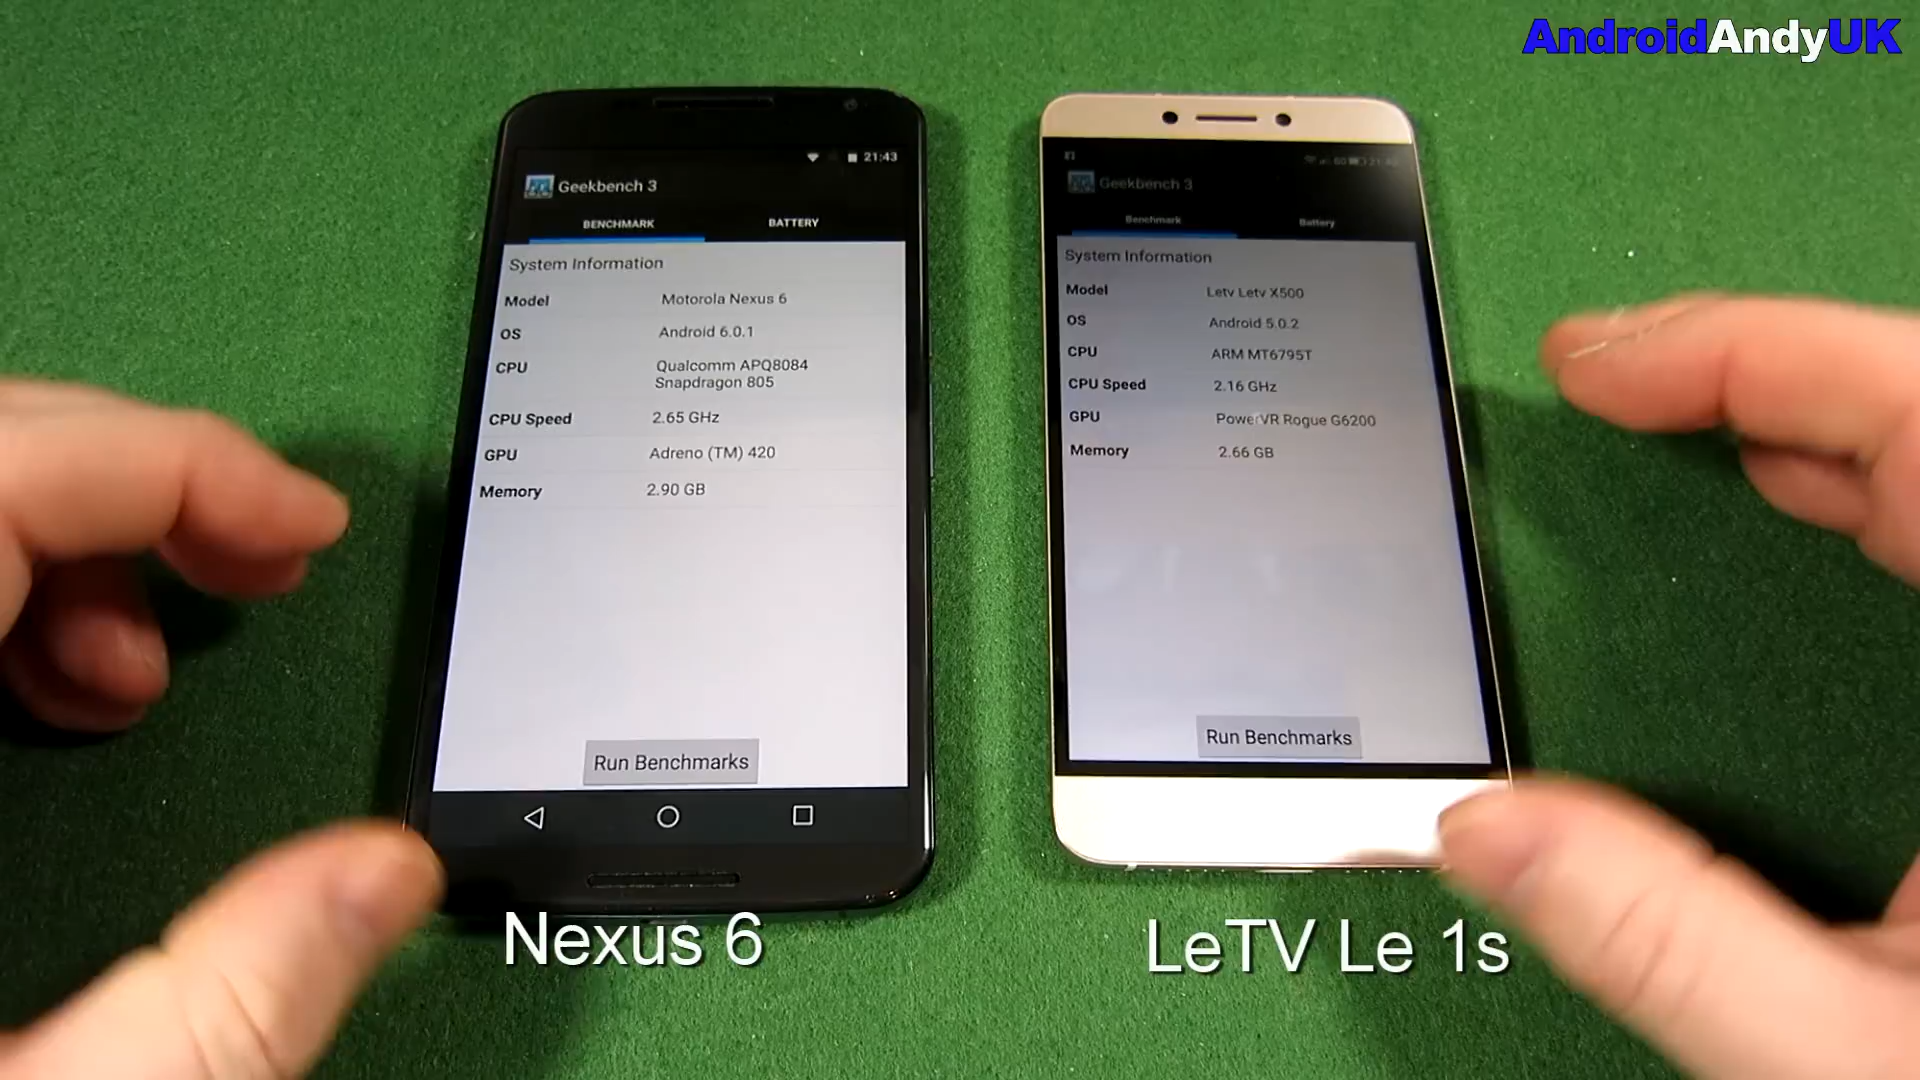 AndroidAndyUK
21:43
Geekbench 3
BENCHMARK BATTERY
System Information
Model Motorola Nexus 6
OS Android 6.0.1
CPU Qualcomm APQ8084
Snapdragon 805
CPU Speed 2.65 GHz
GPU Adreno (TM) 420
Memory 2.90 GB
Run Benchmarks
Geekbench 3
Benchmark Battery
System Information
Model Letv Letv X500
OS Android 5.0.2
CPU ARM MT6795T
CPU Speed 2.16 GHz
GPU PowerVR Rogue G6200
Memory 2.66 GB
Run Benchmarks
Nexus 6
LeTV Le 1s